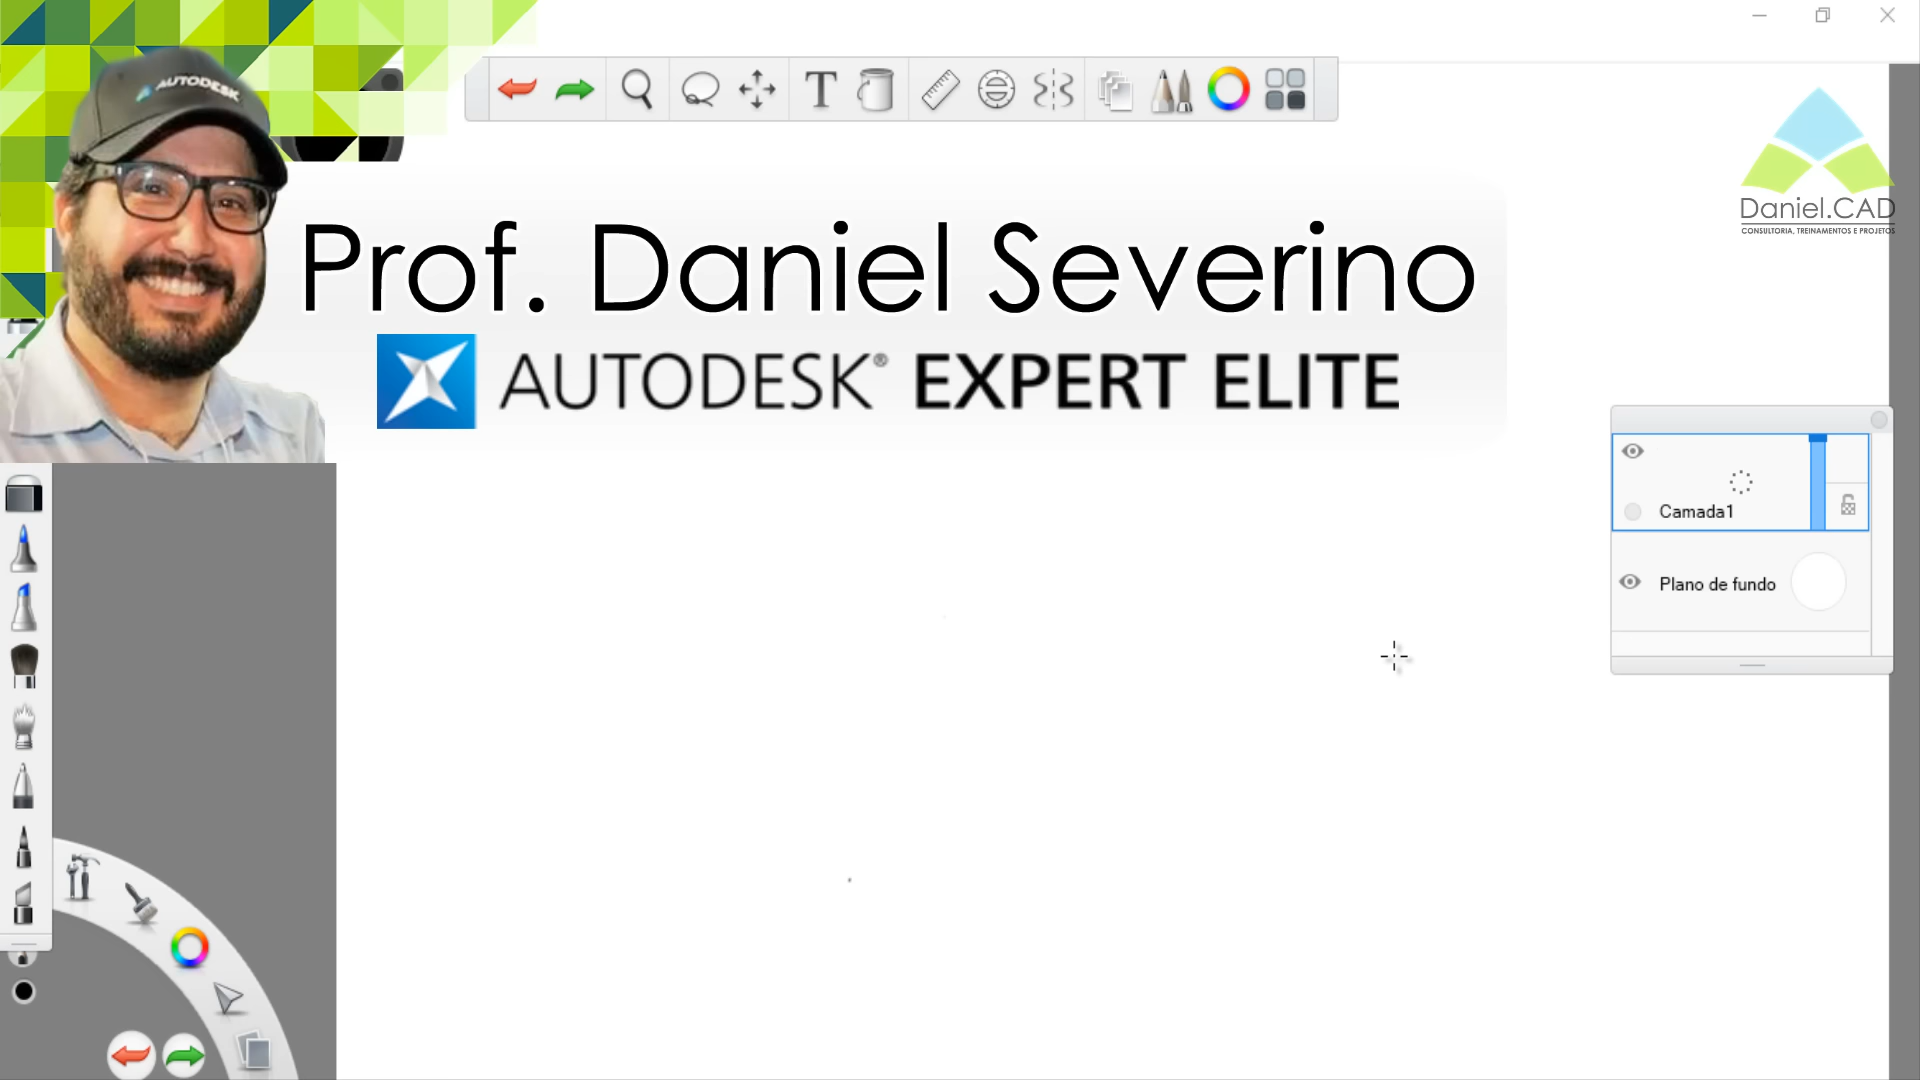 AUTODESK
T
Daniel.CAD
CONSULTORIA, TREINAMENTOS E PROJETOS
Prof. Daniel Severino
AUTODESK® EXPERT ELITE
Camada1
Plano de fundo